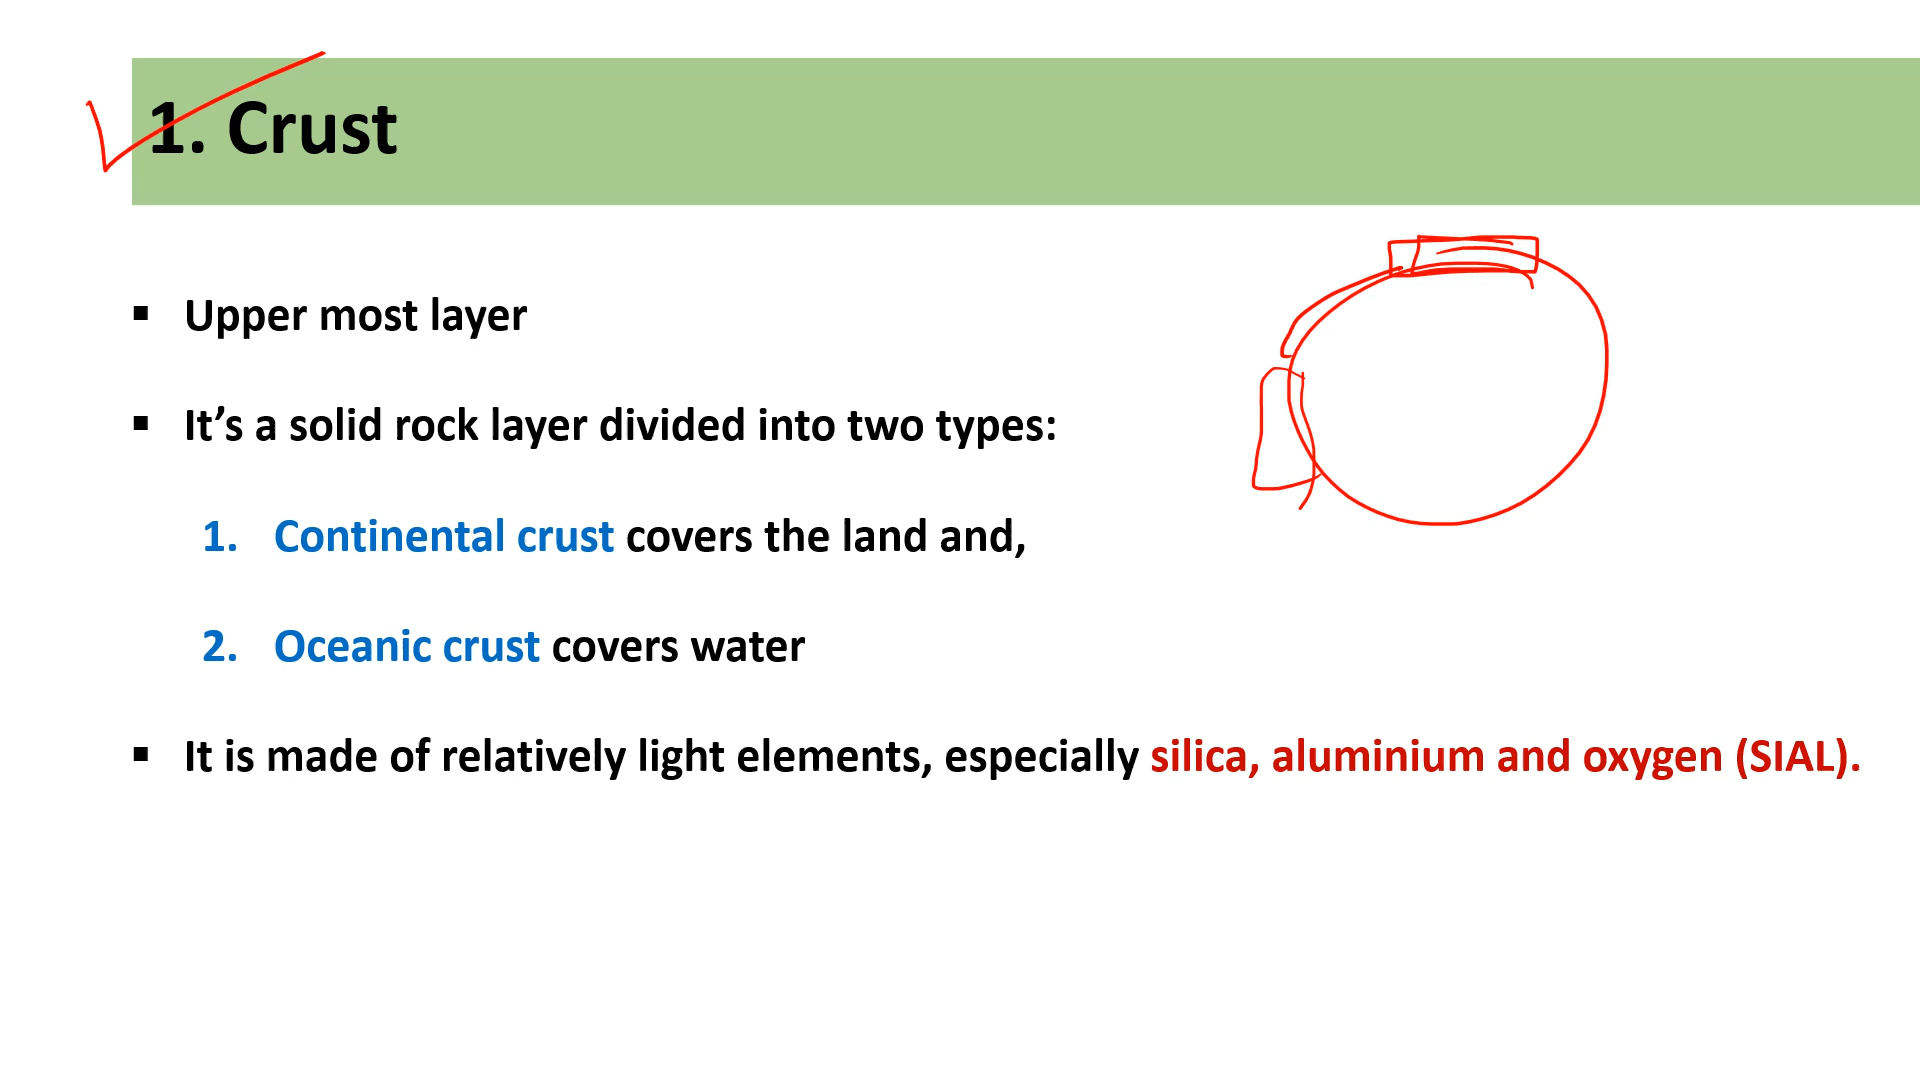 1. Crust
▪ Upper most layer
▪ It’s a solid rock layer divided into two types:
1. Continental crust covers the land and,
2. Oceanic crust covers water
▪ It is made of relatively light elements, especially silica, aluminium and oxygen (SIAL).